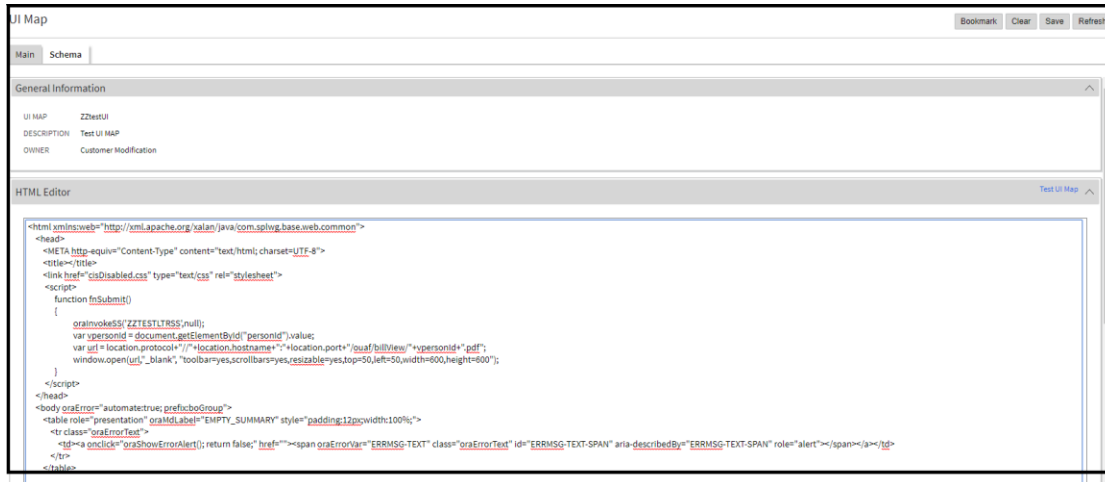 UI Map
Bookmark Clear Save Refresh
Main Schema
General Information
UI MAP ZZtestUI
DESCRIPTION Test UI MAP
OWNER Customer Modification
HTML Editor Test UI Map
<html xmlns:web="http://xml.apache.org/xalan/java/com.splwg.base.web.common">
<head>
<META http-equiv="Content-Type" content="text/html; charset=UTF-8">
<title></title>
<link href="cisDisabled.css" type="text/css" rel="stylesheet">
<script>
function fnSubmit()
{
oraInvokeSS('ZZTESTLTRSS',null);
var vpersonId = document.getElementById("personId").value;
var url = location.protocol+"//"+location.hostname+":"+location.port+"/ouaf/billView/"+vpersonId+".pdf";
window.open(url,"_blank", "toolbar=yes,scrollbars=yes,resizable=yes,top=50,left=50,width=600,height=600");
}
</script>
</head>
<body oraError="automate:true; prefix:boGroup">
<table role="presentation" oraMdLabel="EMPTY_SUMMARY" style="padding:12px;width:100%;">
<tr class="oraErrorText">
<td><a onclick="oraShowErrorAlert(); return false;" href=""><span oraErrorVar="ERRMSG-TEXT" class="oraErrorText" id="ERRMSG-TEXT-SPAN" aria-describedBy="ERRMSG-TEXT-SPAN" role="alert"></span></a></td>
</tr>
</table>